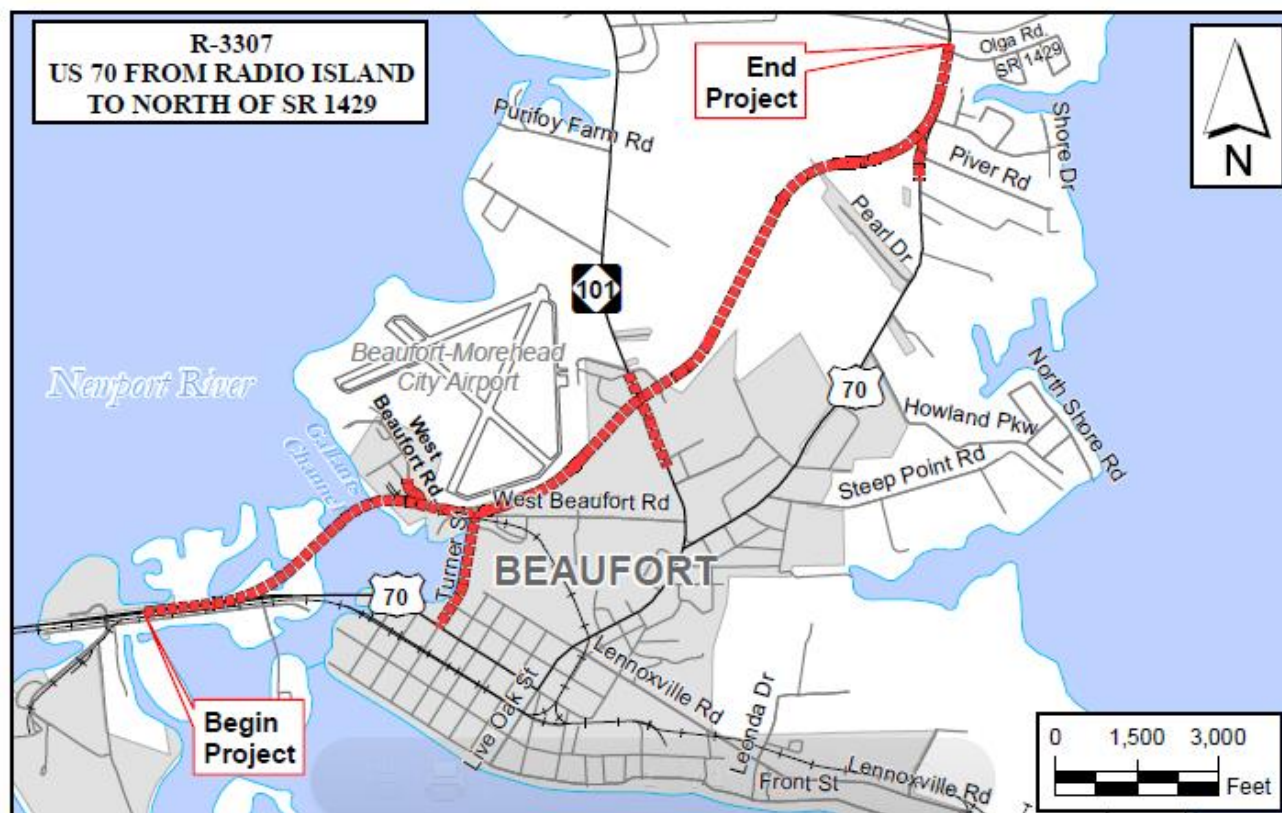 R-3307
US 70 FROM RADIO ISLAND
TO NORTH OF SR 1429
End
Project
Olga Rd.
SR 1429
N
Purifoy Farm Rd
Shore Dr
Piver Rd
Pearl Dr
101
Beaufort-Morehead
City Airport
Newport River
70
North Shore Rd
Howland Pkw
West
Beaufort Rd
Gallants
Channel
Steep Point Rd
West Beaufort Rd
Turner St
BEAUFORT
70
Lennoxville Rd
Live Oak St
Leonda Dr
Begin
Project
Front St
Lennoxville Rd
0 1,500 3,000
Feet